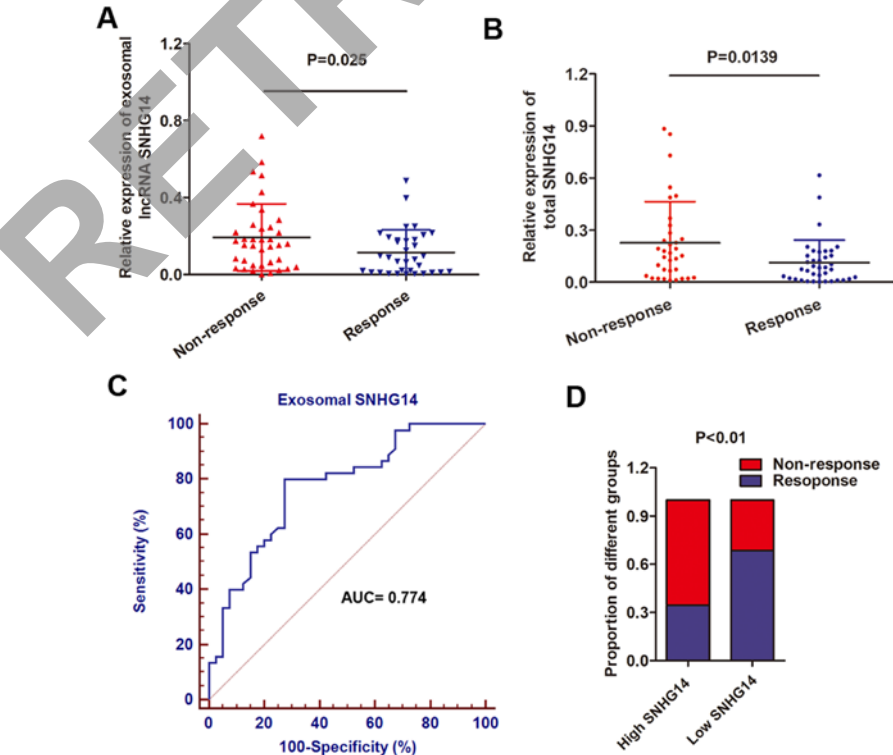 RETR
A
Relative expression of exosomal
lncRNA SNHG14
1.2
0.8
0.4
0.0
P=0.025
Non-response
Response
B
Relative expression of
total SNHG14
1.2
0.9
0.6
0.3
0.0
P=0.0139
Non-response
Response
C
Exosomal SNHG14
Sensitivity (%)
100
80
60
40
20
0
AUC= 0.774
0 20 40 60 80 100
100-Specificity (%)
D
P<0.01
Non-response
Resoponse
Proportion of different groups
1.2
0.9
0.6
0.3
0.0
High SNHG14
Low SNHG14